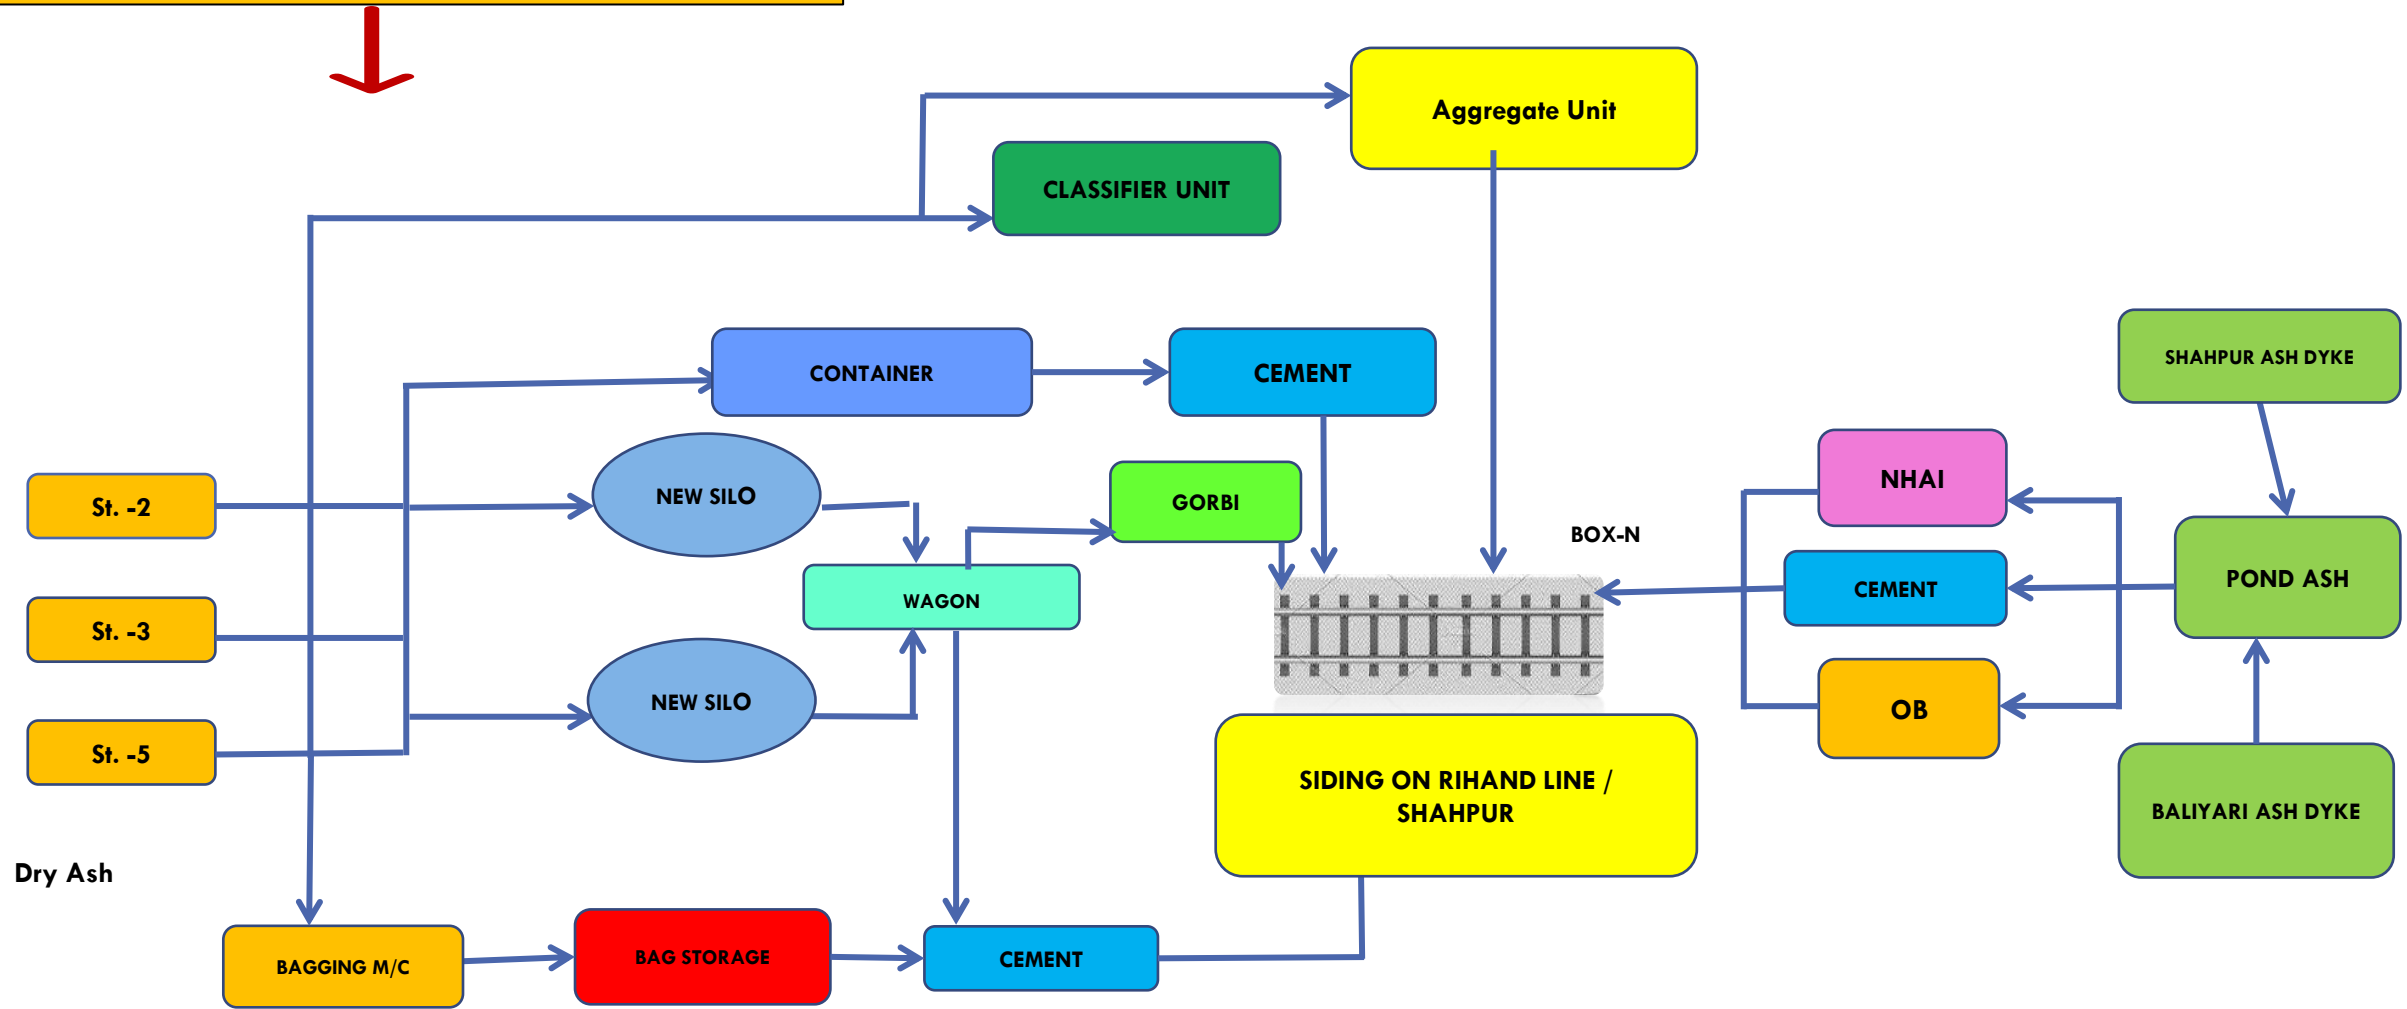 Aggregate Unit
CLASSIFIER UNIT
CONTAINER
CEMENT
SHAHPUR ASH DYKE
St. -2
NEW SILO
GORBI
NHAI
BOX-N
POND ASH
CEMENT
WAGON
St. -3
NEW SILO
OB
St. -5
SIDING ON RIHAND LINE /
SHAHPUR
BALIYARI ASH DYKE
Dry Ash
BAGGING M/C
BAG STORAGE
CEMENT